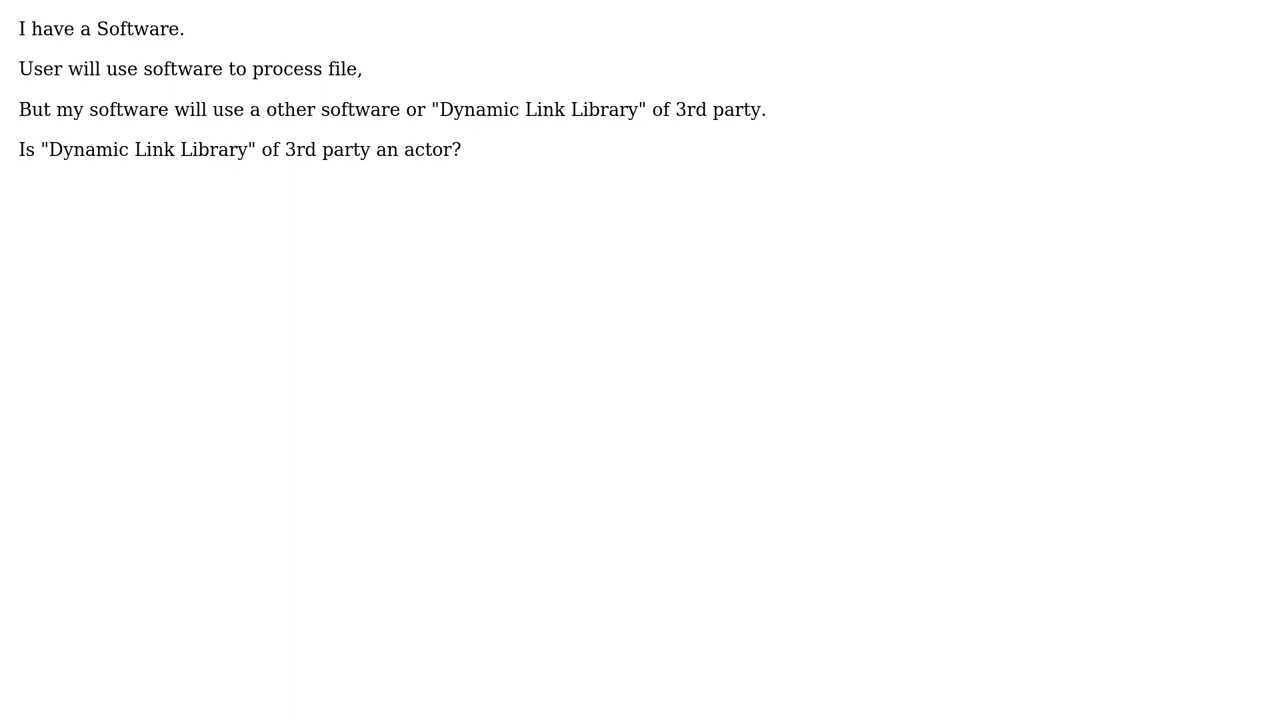 I have a Software.
User will use software to process file,
But my software will use a other software or "Dynamic Link Library" of 3rd party.
Is "Dynamic Link Library" of 3rd party an actor?